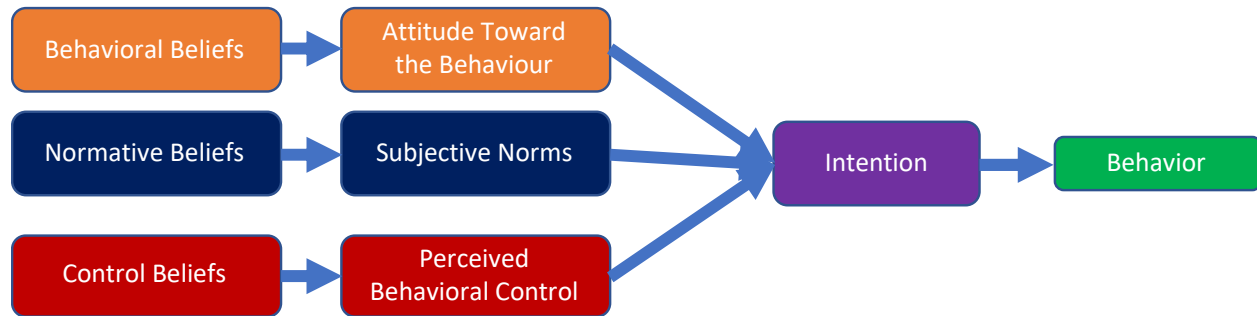 Behavioral Beliefs
Attitude Toward
the Behaviour
Normative Beliefs
Subjective Norms
Intention
Behavior
Control Beliefs
Perceived
Behavioral Control